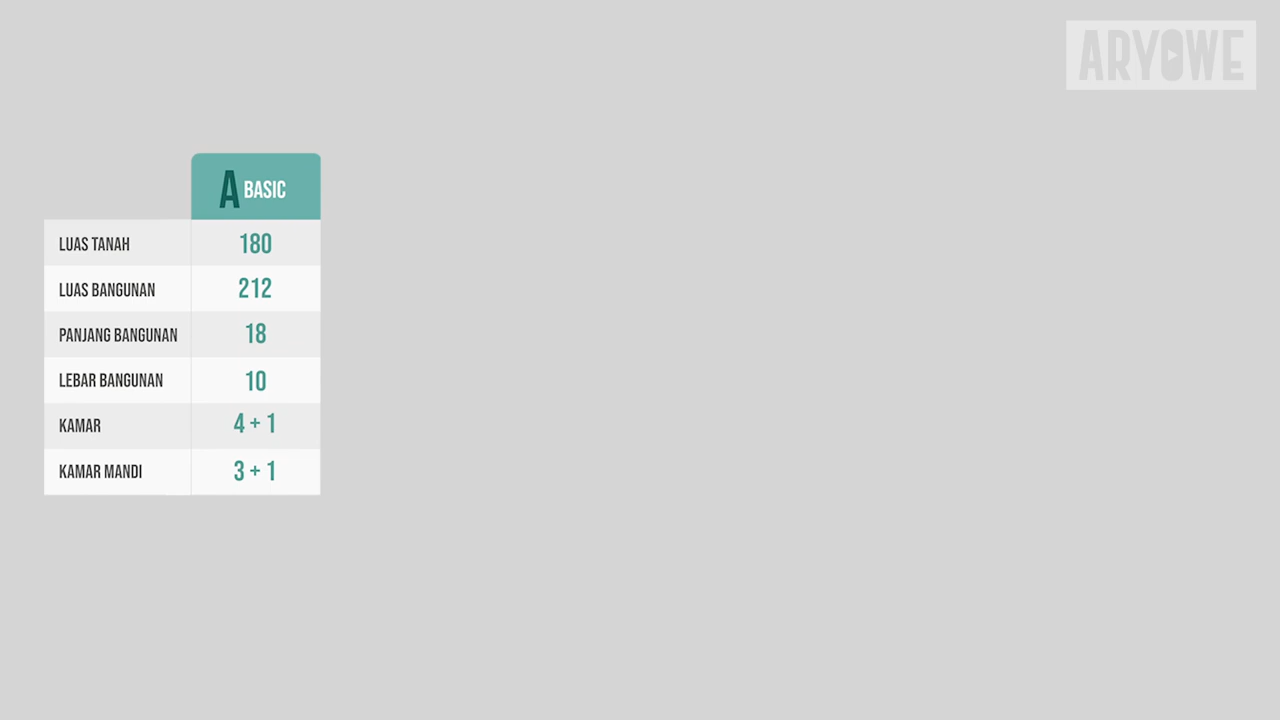 ARYOWE
A BASIC
LUAS TANAH 180
LUAS BANGUNAN 212
PANJANG BANGUNAN 18
LEBAR BANGUNAN 10
KAMAR 4 + 1
KAMAR MANDI 3 + 1